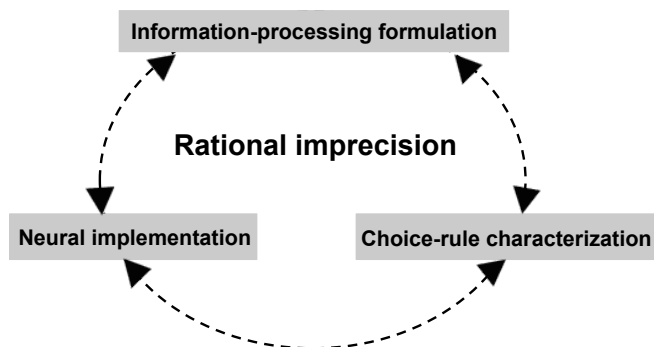 Information-processing formulation
Rational imprecision
Neural implementation
Choice-rule characterization